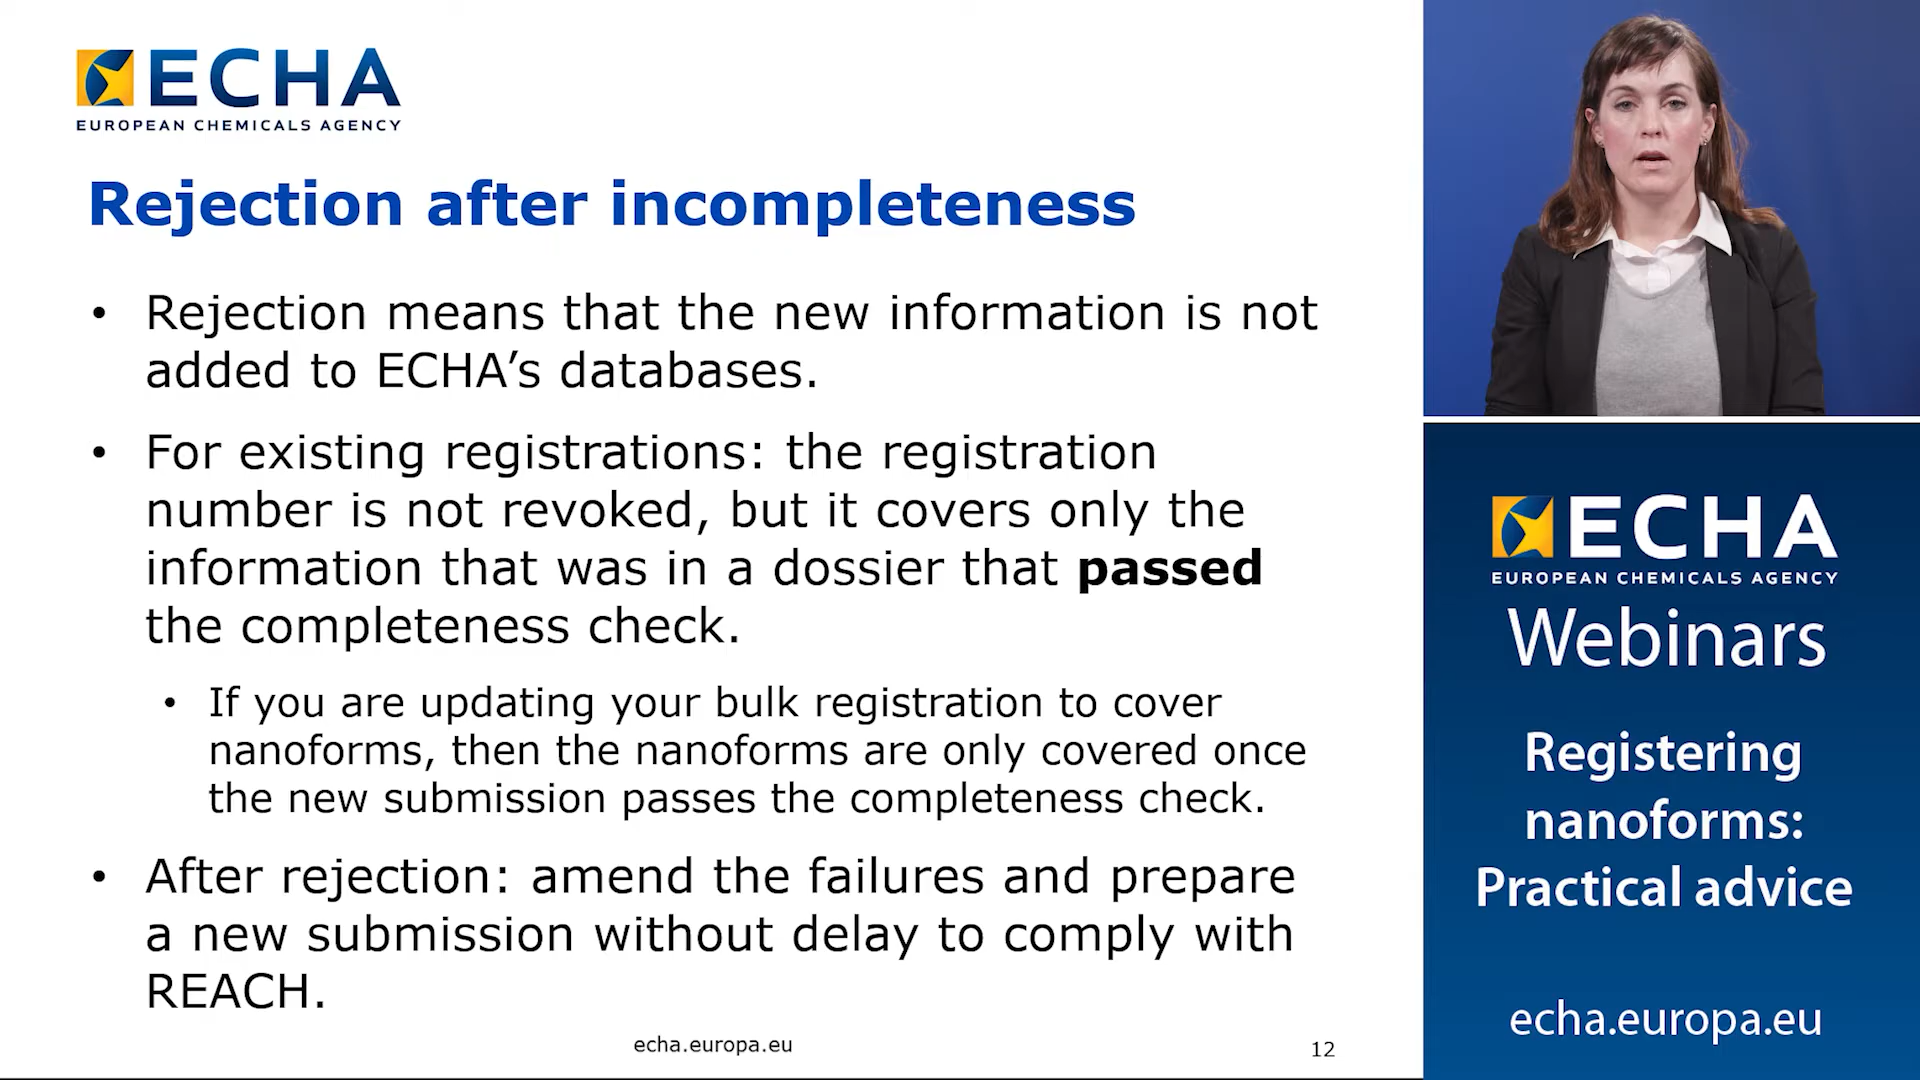 ECHA
EUROPEAN CHEMICALS AGENCY
Rejection after incompleteness
• Rejection means that the new information is not
added to ECHA’s databases.
• For existing registrations: the registration
number is not revoked, but it covers only the
information that was in a dossier that passed
the completeness check.
• If you are updating your bulk registration to cover
nanoforms, then the nanoforms are only covered once
the new submission passes the completeness check.
• After rejection: amend the failures and prepare
a new submission without delay to comply with
REACH.
echa.europa.eu
12
ECHA
EUROPEAN CHEMICALS AGENCY
Webinars
Registering
nanoforms:
Practical advice
echa.europa.eu